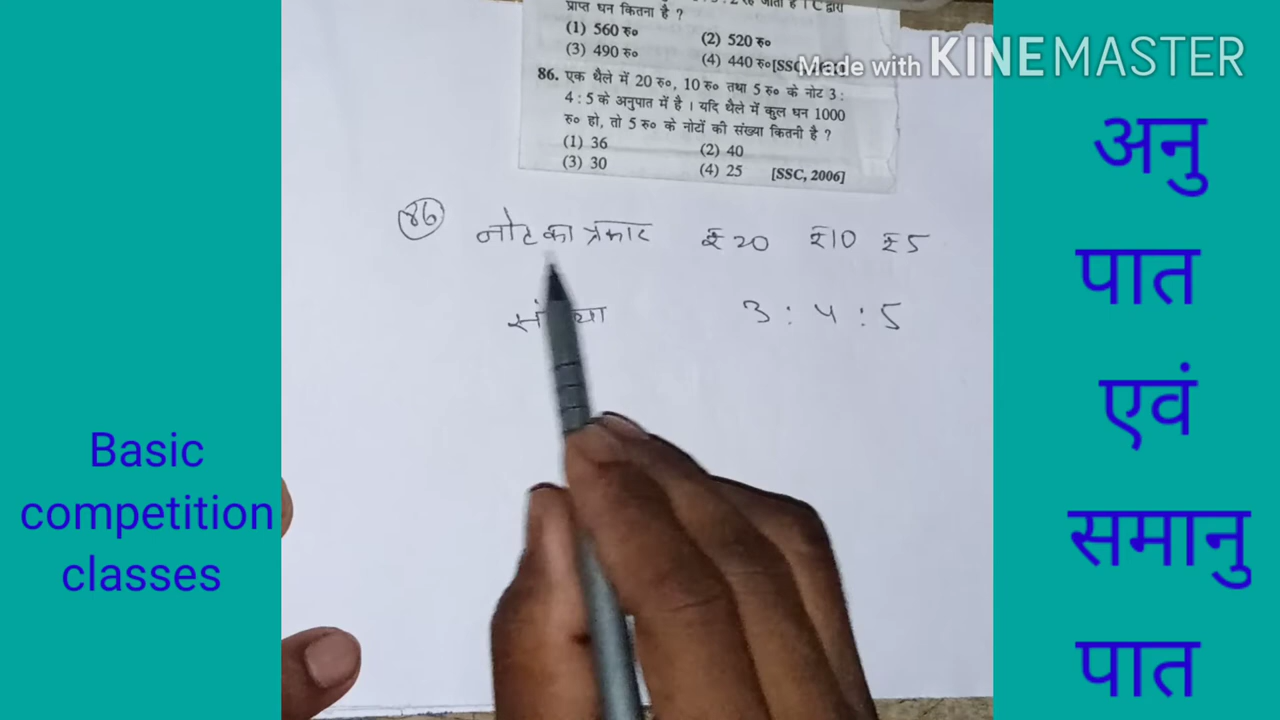 प्राप्त धन कितना है ?
(1) 560 रु०
(2) 520 रु०
(3) 490 रु०
(4) 440 रु०[SSC,
Made with KINEMASTER
86. एक थैले में 20 रु०, 10 रु० तथा 5 रु० के नोट 3 :
4 : 5 के अनुपात में है । यदि थैले में कुल धन 1000
रु० हो, तो 5 रु० के नोटों की संख्या कितनी है ?
(1) 36
(2) 40
(3) 30
(4) 25
[SSC, 2006]
86 नोट का प्रकार ₹20 ₹10 ₹5
3 : 4 : 5
Basic
competition
classes
अनु
पात
एवं
समानु
पात